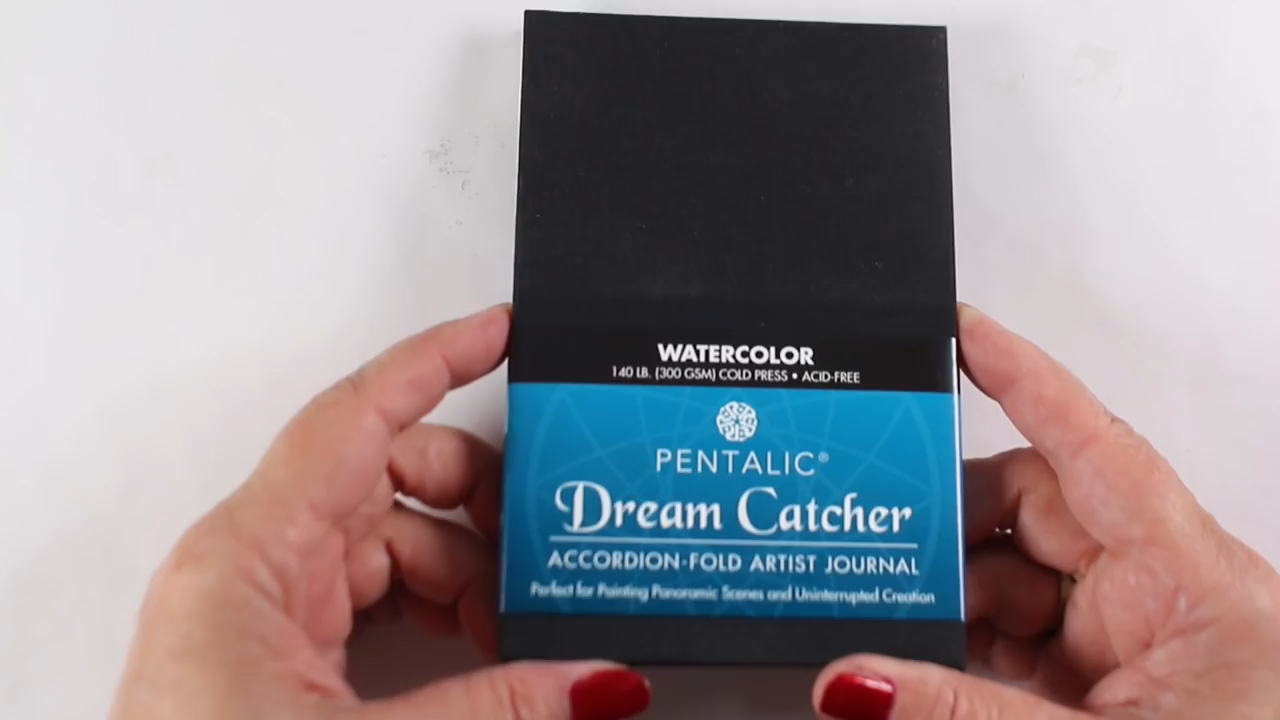 WATERCOLOR
140 LB. (300 GSM) COLD PRESS • ACID-FREE
PENTALIC®
Dream Catcher
ACCORDION-FOLD ARTIST JOURNAL
Perfect for Painting Panoramic Scenes and Uninterrupted Creation